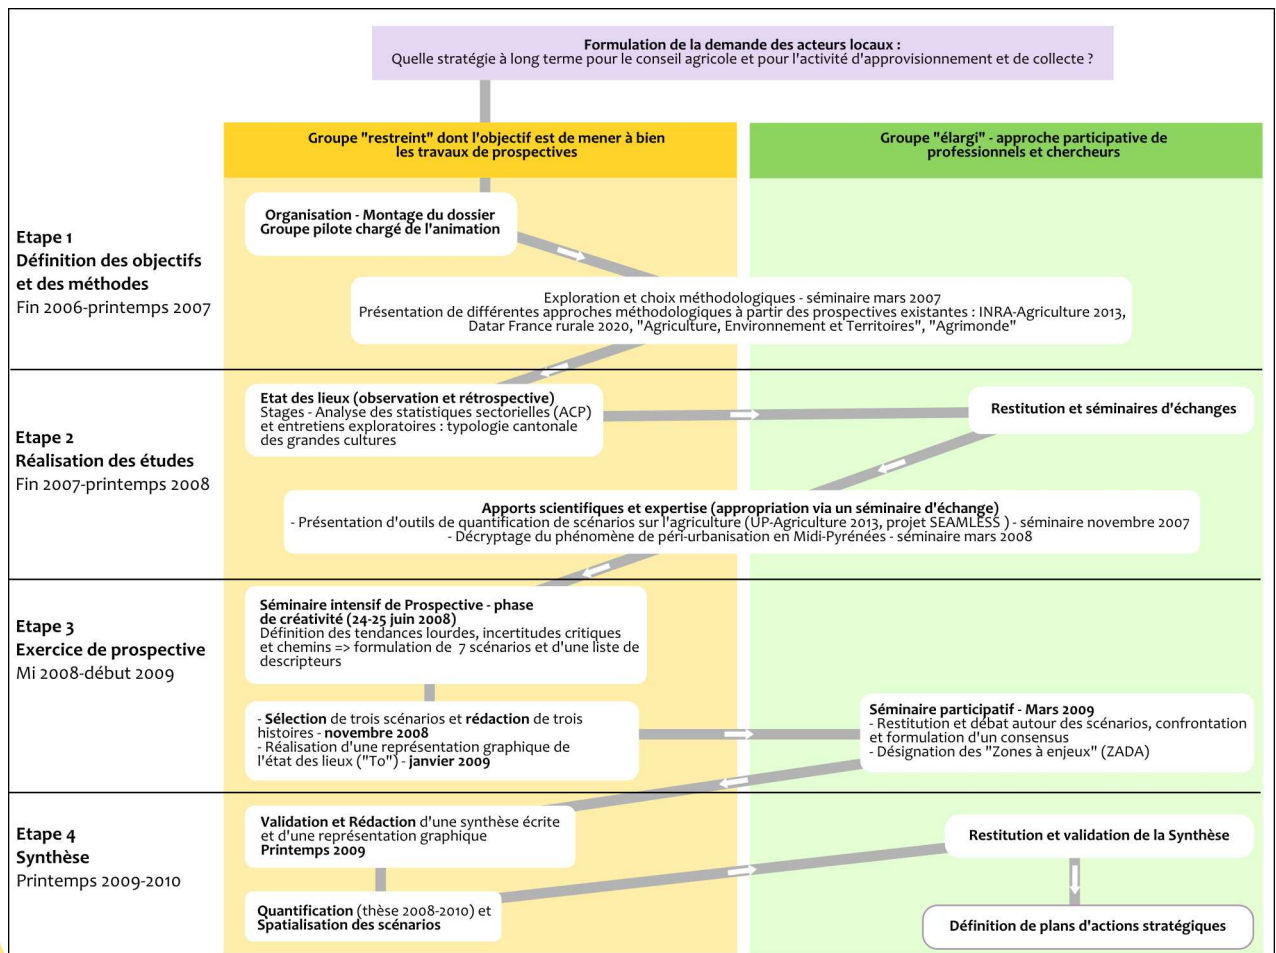 Formulation de la demande des acteurs locaux :
Quelle stratégie à long terme pour le conseil agricole et pour l'activité d'approvisionnement et de collecte ?
Groupe "restreint" dont l'objectif est de mener à bien
les travaux de prospectives
Groupe "élargi" - approche participative de
professionnels et chercheurs
Etape 1
Définition des objectifs
et des méthodes
Fin 2006-printemps 2007
Organisation - Montage du dossier
Groupe pilote chargé de l'animation
Exploration et choix méthodologiques - séminaire mars 2007
Présentation de différentes approches méthodologiques à partir des prospectives existantes : INRA-Agriculture 2013,
Datar France rurale 2020, "Agriculture, Environnement et Territoires", "Agrimonde"
Etape 2
Réalisation des études
Fin 2007-printemps 2008
Etat des lieux (observation et rétrospective)
Stages - Analyse des statistiques sectorielles (ACP)
et entretiens exploratoires : typologie cantonale
des grandes cultures
Restitution et séminaires d'échanges
Apports scientifiques et expertise (appropriation via un séminaire d'échange)
- Présentation d'outils de quantification de scénarios sur l'agriculture (UP-Agriculture 2013, projet SEAMLESS ) - séminaire novembre 2007
- Décryptage du phénomène de péri-urbanisation en Midi-Pyrénées - séminaire mars 2008
Etape 3
Exercice de prospective
Mi 2008-début 2009
Séminaire intensif de Prospective - phase
de créativité (24-25 juin 2008)
Définition des tendances lourdes, incertitudes critiques
et chemins => formulation de 7 scénarios et d'une liste de
descripteurs
- Sélection de trois scénarios et rédaction de trois
histoires - novembre 2008
- Réalisation d'une représentation graphique de
l'état des lieux ("To") - janvier 2009
Séminaire participatif - Mars 2009
- Restitution et débat autour des scénarios, confrontation
et formulation d'un consensus
- Désignation des "Zones à enjeux" (ZADA)
Etape 4
Synthèse
Printemps 2009-2010
Validation et Rédaction d'une synthèse écrite
et d'une représentation graphique
Printemps 2009
Restitution et validation de la Synthèse
Quantification (thèse 2008-2010) et
Spatialisation des scénarios
Définition de plans d'actions stratégiques